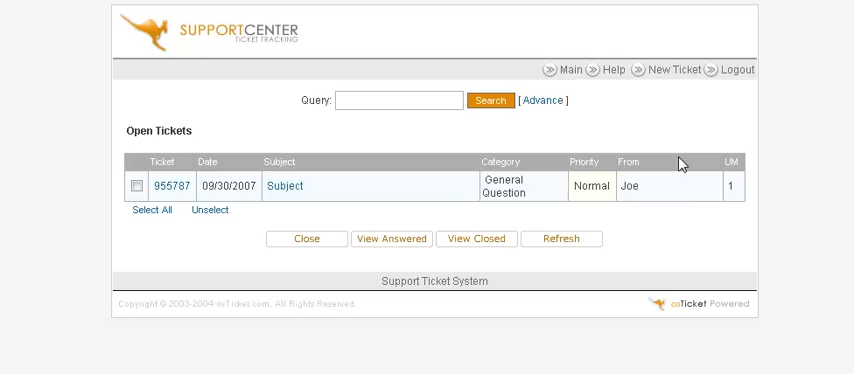 SUPPORTCENTER
TICKET TRACKING
Main Help New Ticket Logout
Query: Search [ Advance ]
Open Tickets
Ticket Date Subject Category Priority From UM
955787 09/30/2007 Subject General Question Normal Joe 1
Select All Unselect
Close View Answered View Closed Refresh
Support Ticket System
Copyright © 2003-2004 osTicket.com, All Rights Reserved.
osTicket Powered